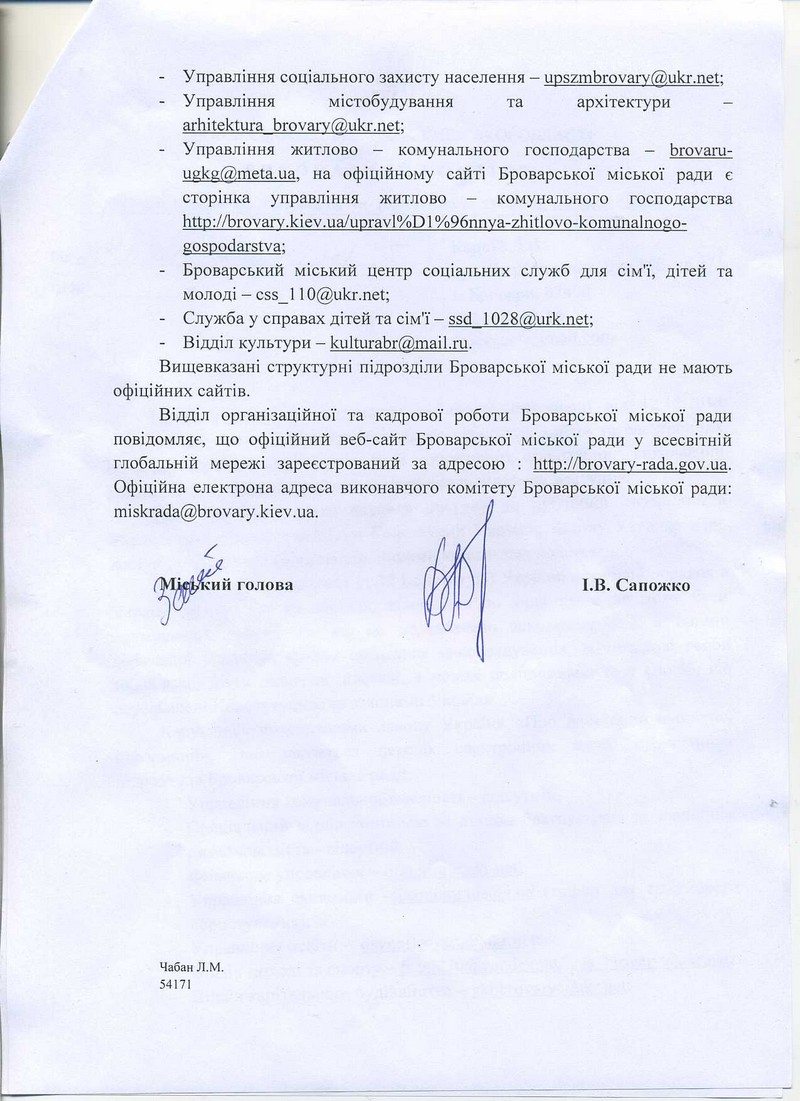 - Управління соціального захисту населення – upszmbrovary@ukr.net;
- Управління містобудування та архітектури –
arhitektura_brovary@ukr.net;
- Управління житлово – комунального господарства – brovaru-
ugkg@meta.ua, на офіційному сайті Броварської міської ради є
сторінка управління житлово – комунального господарства
http://brovary.kiev.ua/upravl%D1%96nnya-zhitlovo-komunalnogo-
gospodarstva;
- Броварський міський центр соціальних служб для сім'ї, дітей та
молоді – css_110@ukr.net;
- Служба у справах дітей та сім'ї – ssd_1028@urk.net;
- Відділ культури – kulturabr@mail.ru.
Вищевказані структурні підрозділи Броварської міської ради не мають
офіційних сайтів.
Відділ організаційної та кадрової роботи Броварської міської ради
повідомляє, що офіційний веб-сайт Броварської міської ради у всесвітній
глобальній мережі зареєстрований за адресою : http://brovary-rada.gov.ua.
Офіційна електрона адреса виконавчого комітету Броварської міської ради:
miskrada@brovary.kiev.ua.
Міський голова І.В. Сапожко
Чабан Л.М.
54171